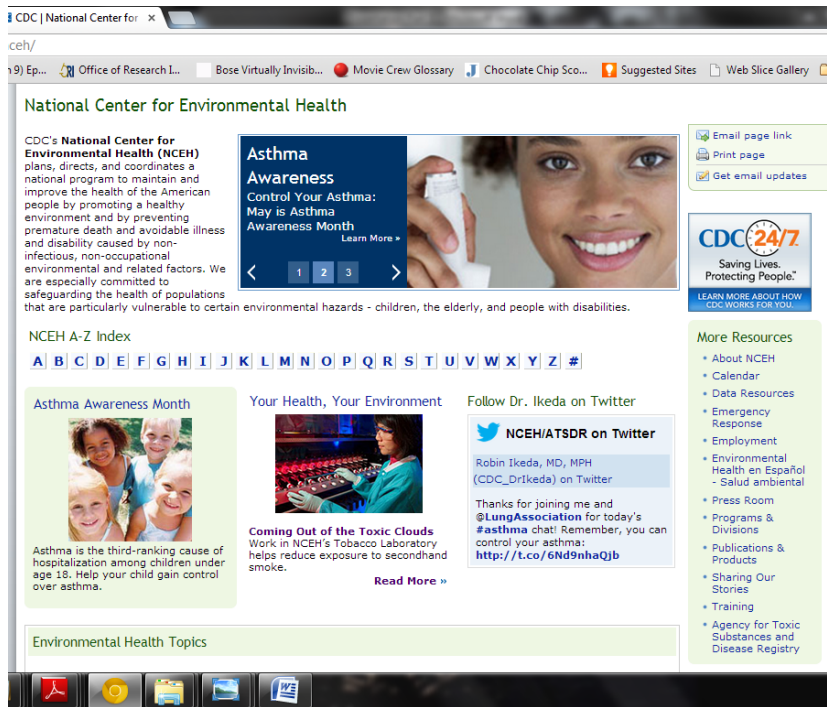 CDC | National Center for ×
ceh/
n 9) Ep... Office of Research I... Bose Virtually Invisib... Movie Crew Glossary Chocolate Chip Sco... Suggested Sites Web Slice Gallery
National Center for Environmental Health
CDC's National Center for
Environmental Health (NCEH)
plans, directs, and coordinates a
national program to maintain and
improve the health of the American
people by promoting a healthy
environment and by preventing
premature death and avoidable illness
and disability caused by non-
infectious, non-occupational
environmental and related factors. We
are especially committed to
safeguarding the health of populations
that are particularly vulnerable to certain environmental hazards - children, the elderly, and people with disabilities.
Asthma
Awareness
Control Your Asthma:
May is Asthma
Awareness Month
Learn More »
1 2 3
Email page link
Print page
Get email updates
CDC 24/7
Saving Lives.
Protecting People.™
LEARN MORE ABOUT HOW
CDC WORKS FOR YOU.
NCEH A-Z Index
A B C D E F G H I J K L M N O P Q R S T U V W X Y Z #
Asthma Awareness Month
Asthma is the third-ranking cause of
hospitalization among children under
age 18. Help your child gain control
over asthma.
Your Health, Your Environment
Coming Out of the Toxic Clouds
Work in NCEH's Tobacco Laboratory
helps reduce exposure to secondhand
smoke.
Read More »
Follow Dr. Ikeda on Twitter
NCEH/ATSDR on Twitter
Robin Ikeda, MD, MPH
(CDC_DrIkeda) on Twitter
Thanks for joining me and
@LungAssociation for today's
#asthma chat! Remember, you can
control your asthma:
http://t.co/6Nd9nhaQjb
More Resources
About NCEH
Calendar
Data Resources
Emergency
Response
Employment
Environmental
Health en Español
- Salud ambiental
Press Room
Programs &
Divisions
Publications &
Products
Sharing Our
Stories
Training
Agency for Toxic
Substances and
Disease Registry
Environmental Health Topics